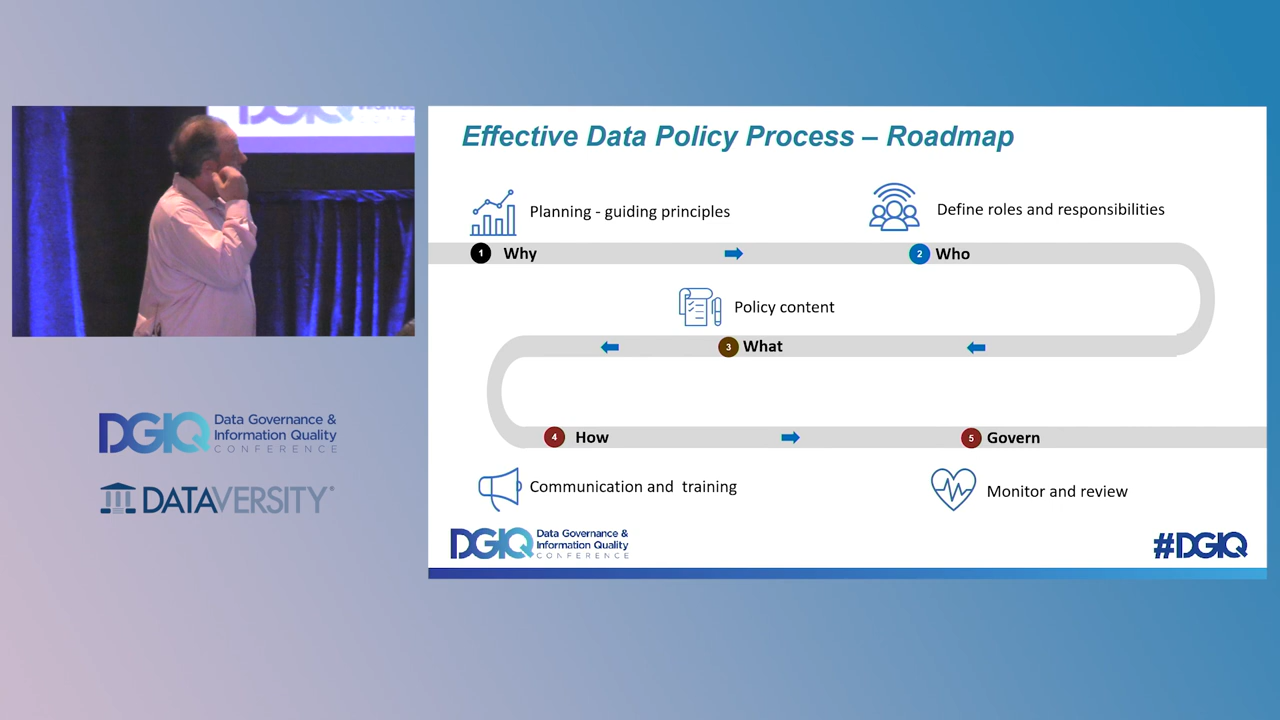 Effective Data Policy Process – Roadmap
Planning - guiding principles
Define roles and responsibilities
1 Why
2 Who
Policy content
3 What
4 How
5 Govern
Communication and training
Monitor and review
DGIQ Data Governance &
Information Quality
CONFERENCE
#DGIQ
DGIQ
DGIQ Data Governance &
Information Quality
CONFERENCE
DATAVERSITY